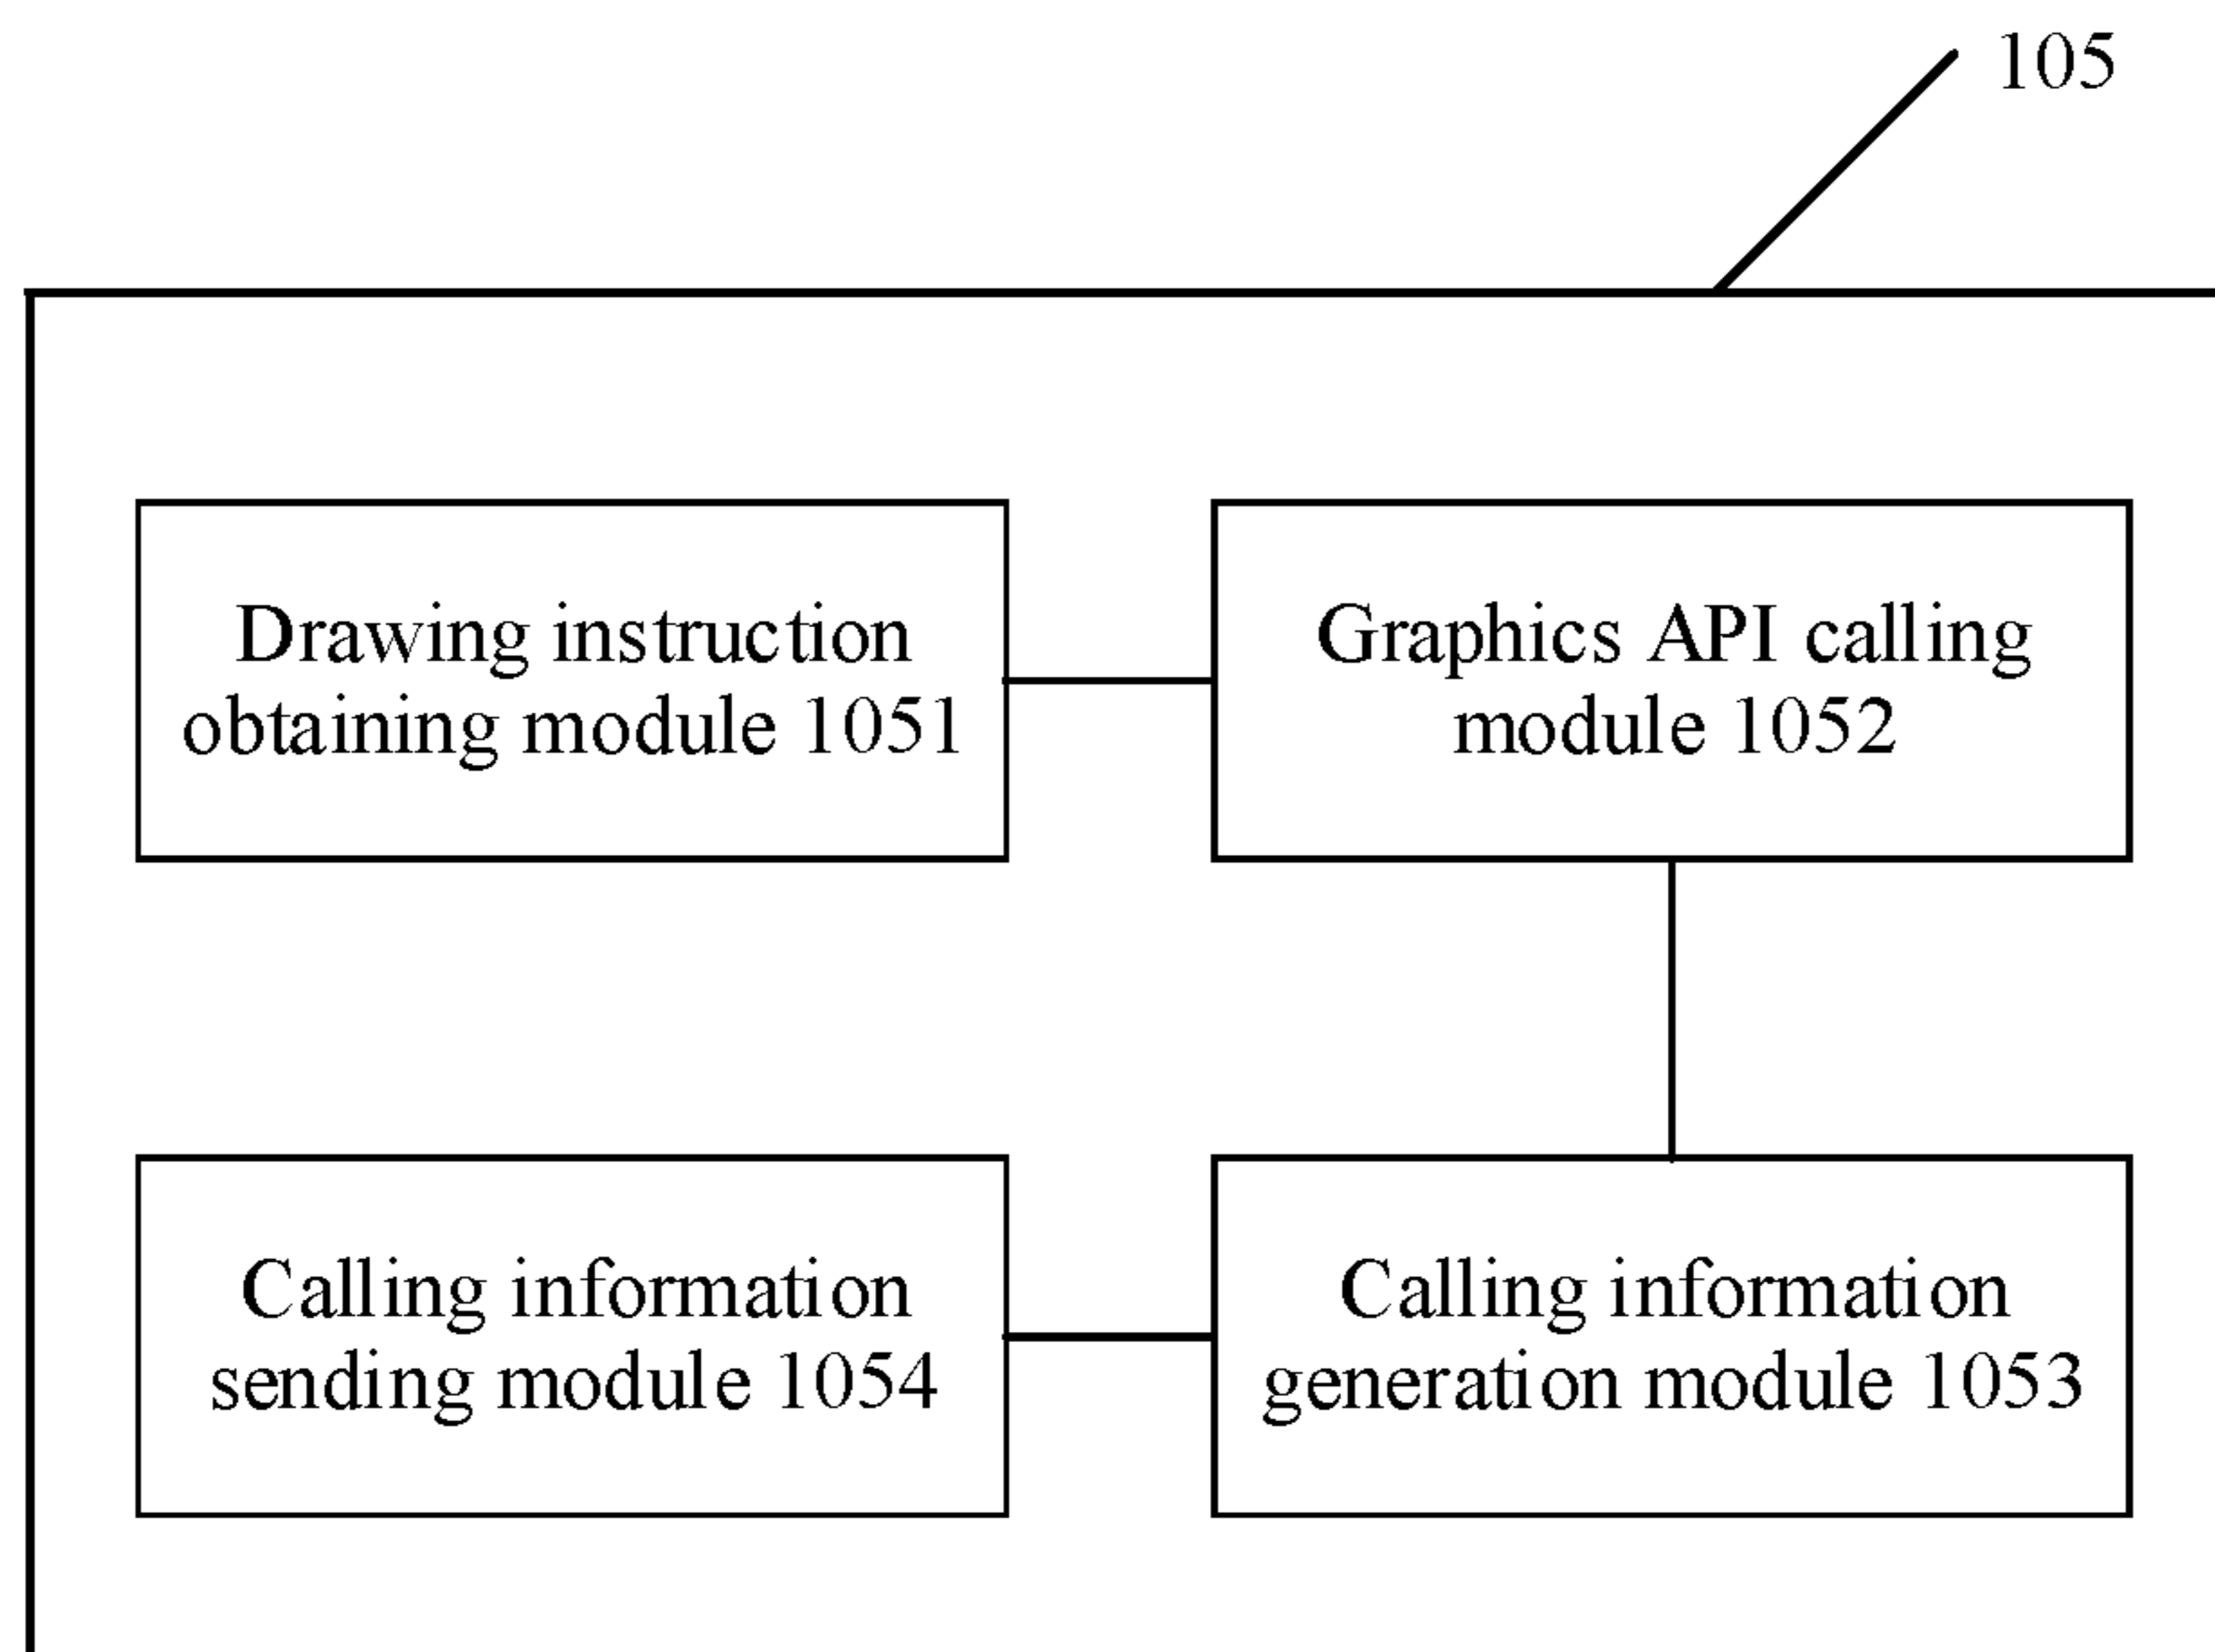 105
Drawing instruction
obtaining module 1051
Graphics API calling
module 1052
Calling information
sending module 1054
Calling information
generation module 1053